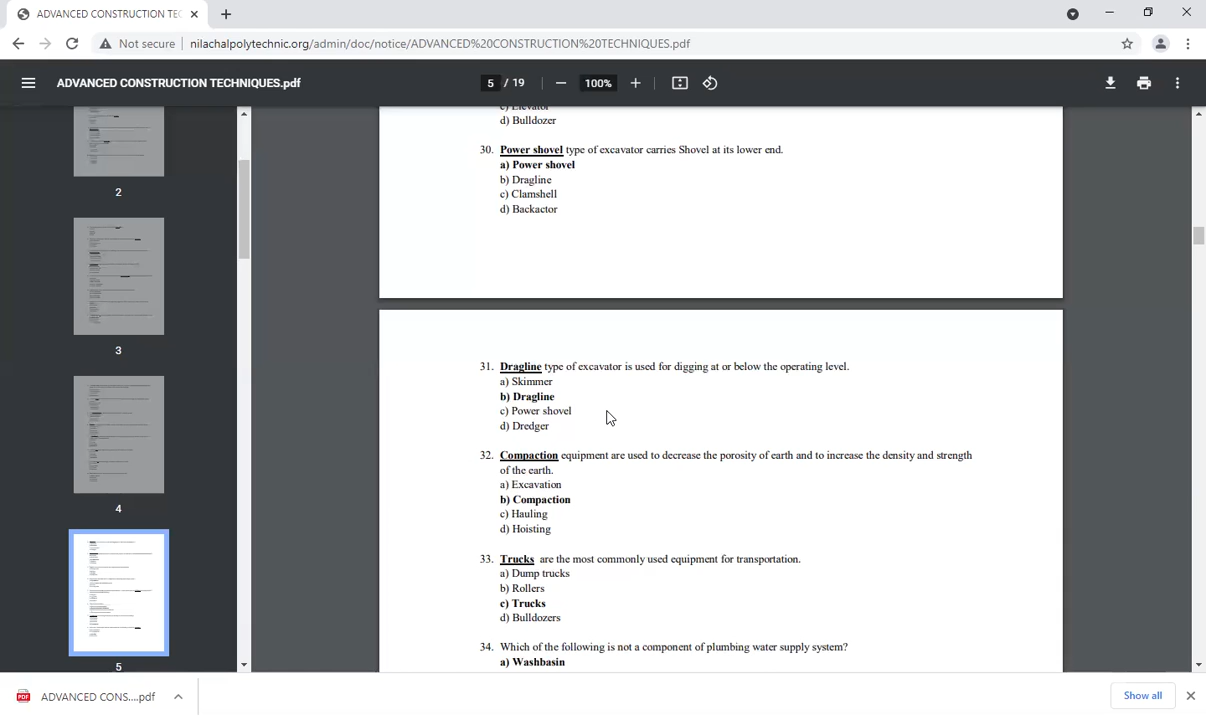 ADVANCED CONSTRUCTION TEC
Not secure nilachalpolytechnic.org/admin/doc/notice/ADVANCED%20CONSTRUCTION%20TECHNIQUES.pdf
ADVANCED CONSTRUCTION TECHNIQUES.pdf 5 / 19 100%
2
3
4
5
c) Elevator
d) Bulldozer
30. Power shovel type of excavator carries Shovel at its lower end.
a) Power shovel
b) Dragline
c) Clamshell
d) Backactor
31. Dragline type of excavator is used for digging at or below the operating level.
a) Skimmer
b) Dragline
c) Power shovel
d) Dredger
32. Compaction equipment are used to decrease the porosity of earth and to increase the density and strength
of the earth.
a) Excavation
b) Compaction
c) Hauling
d) Hoisting
33. Trucks are the most commonly used equipment for transportation.
a) Dump trucks
b) Rollers
c) Trucks
d) Bulldozers
34. Which of the following is not a component of plumbing water supply system?
a) Washbasin
PDF ADVANCED CONS....pdf
Show all